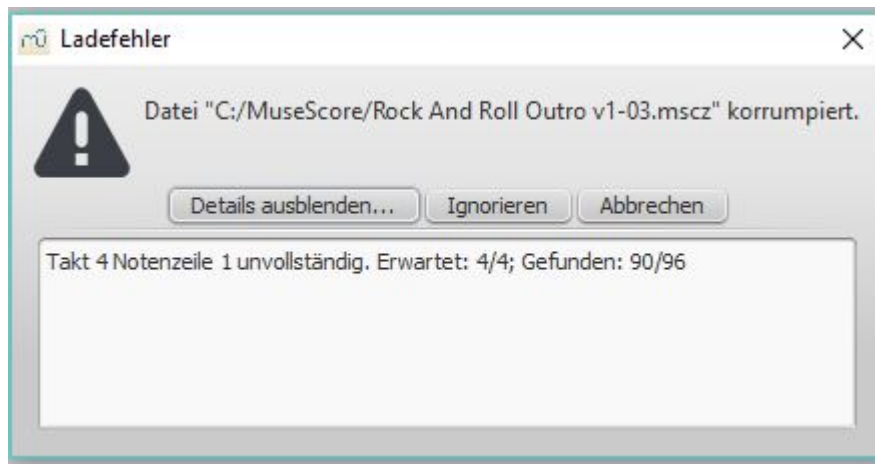 Ladefehler
Datei "C:/MuseScore/Rock And Roll Outro v1-03.mscz" korrumpiert.
Details ausblenden... Ignorieren Abbrechen
Takt 4 Notenzeile 1 unvollständig. Erwartet: 4/4; Gefunden: 90/96